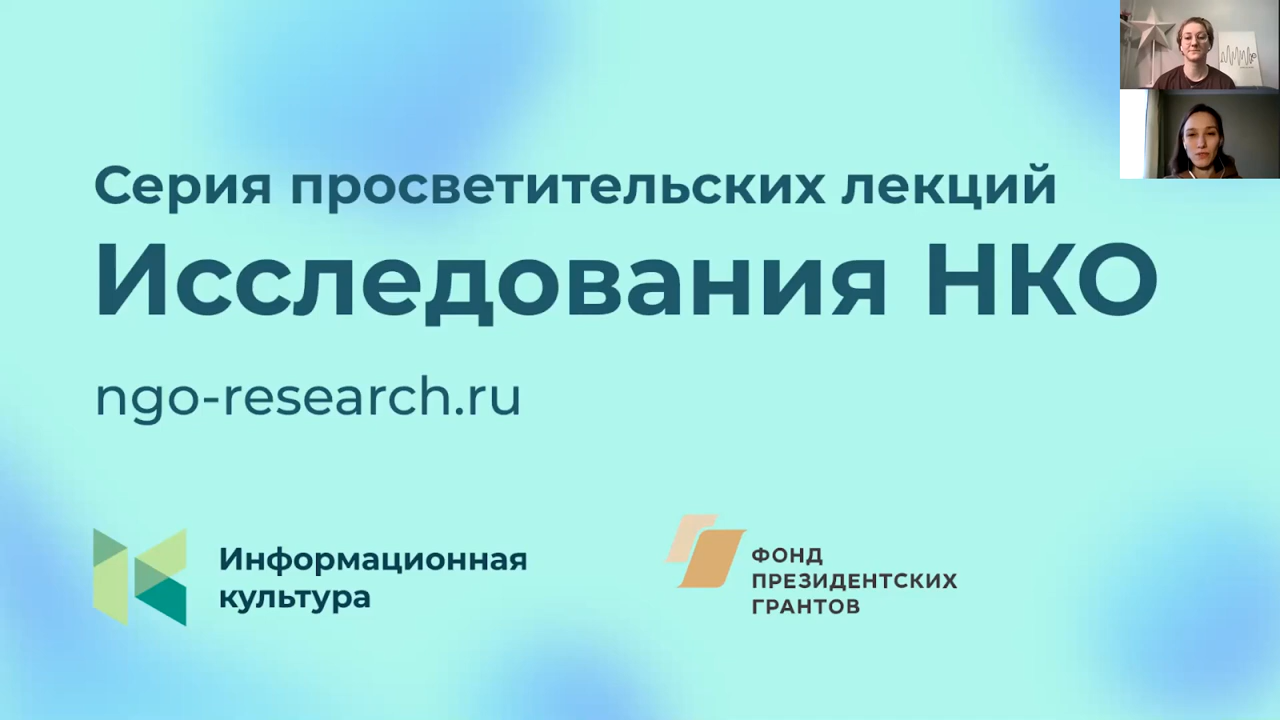 Серия просветительских лекций
Исследования НКО
ngo-research.ru
Информационная
культура
ФОНД
ПРЕЗИДЕНТСКИХ
ГРАНТОВ